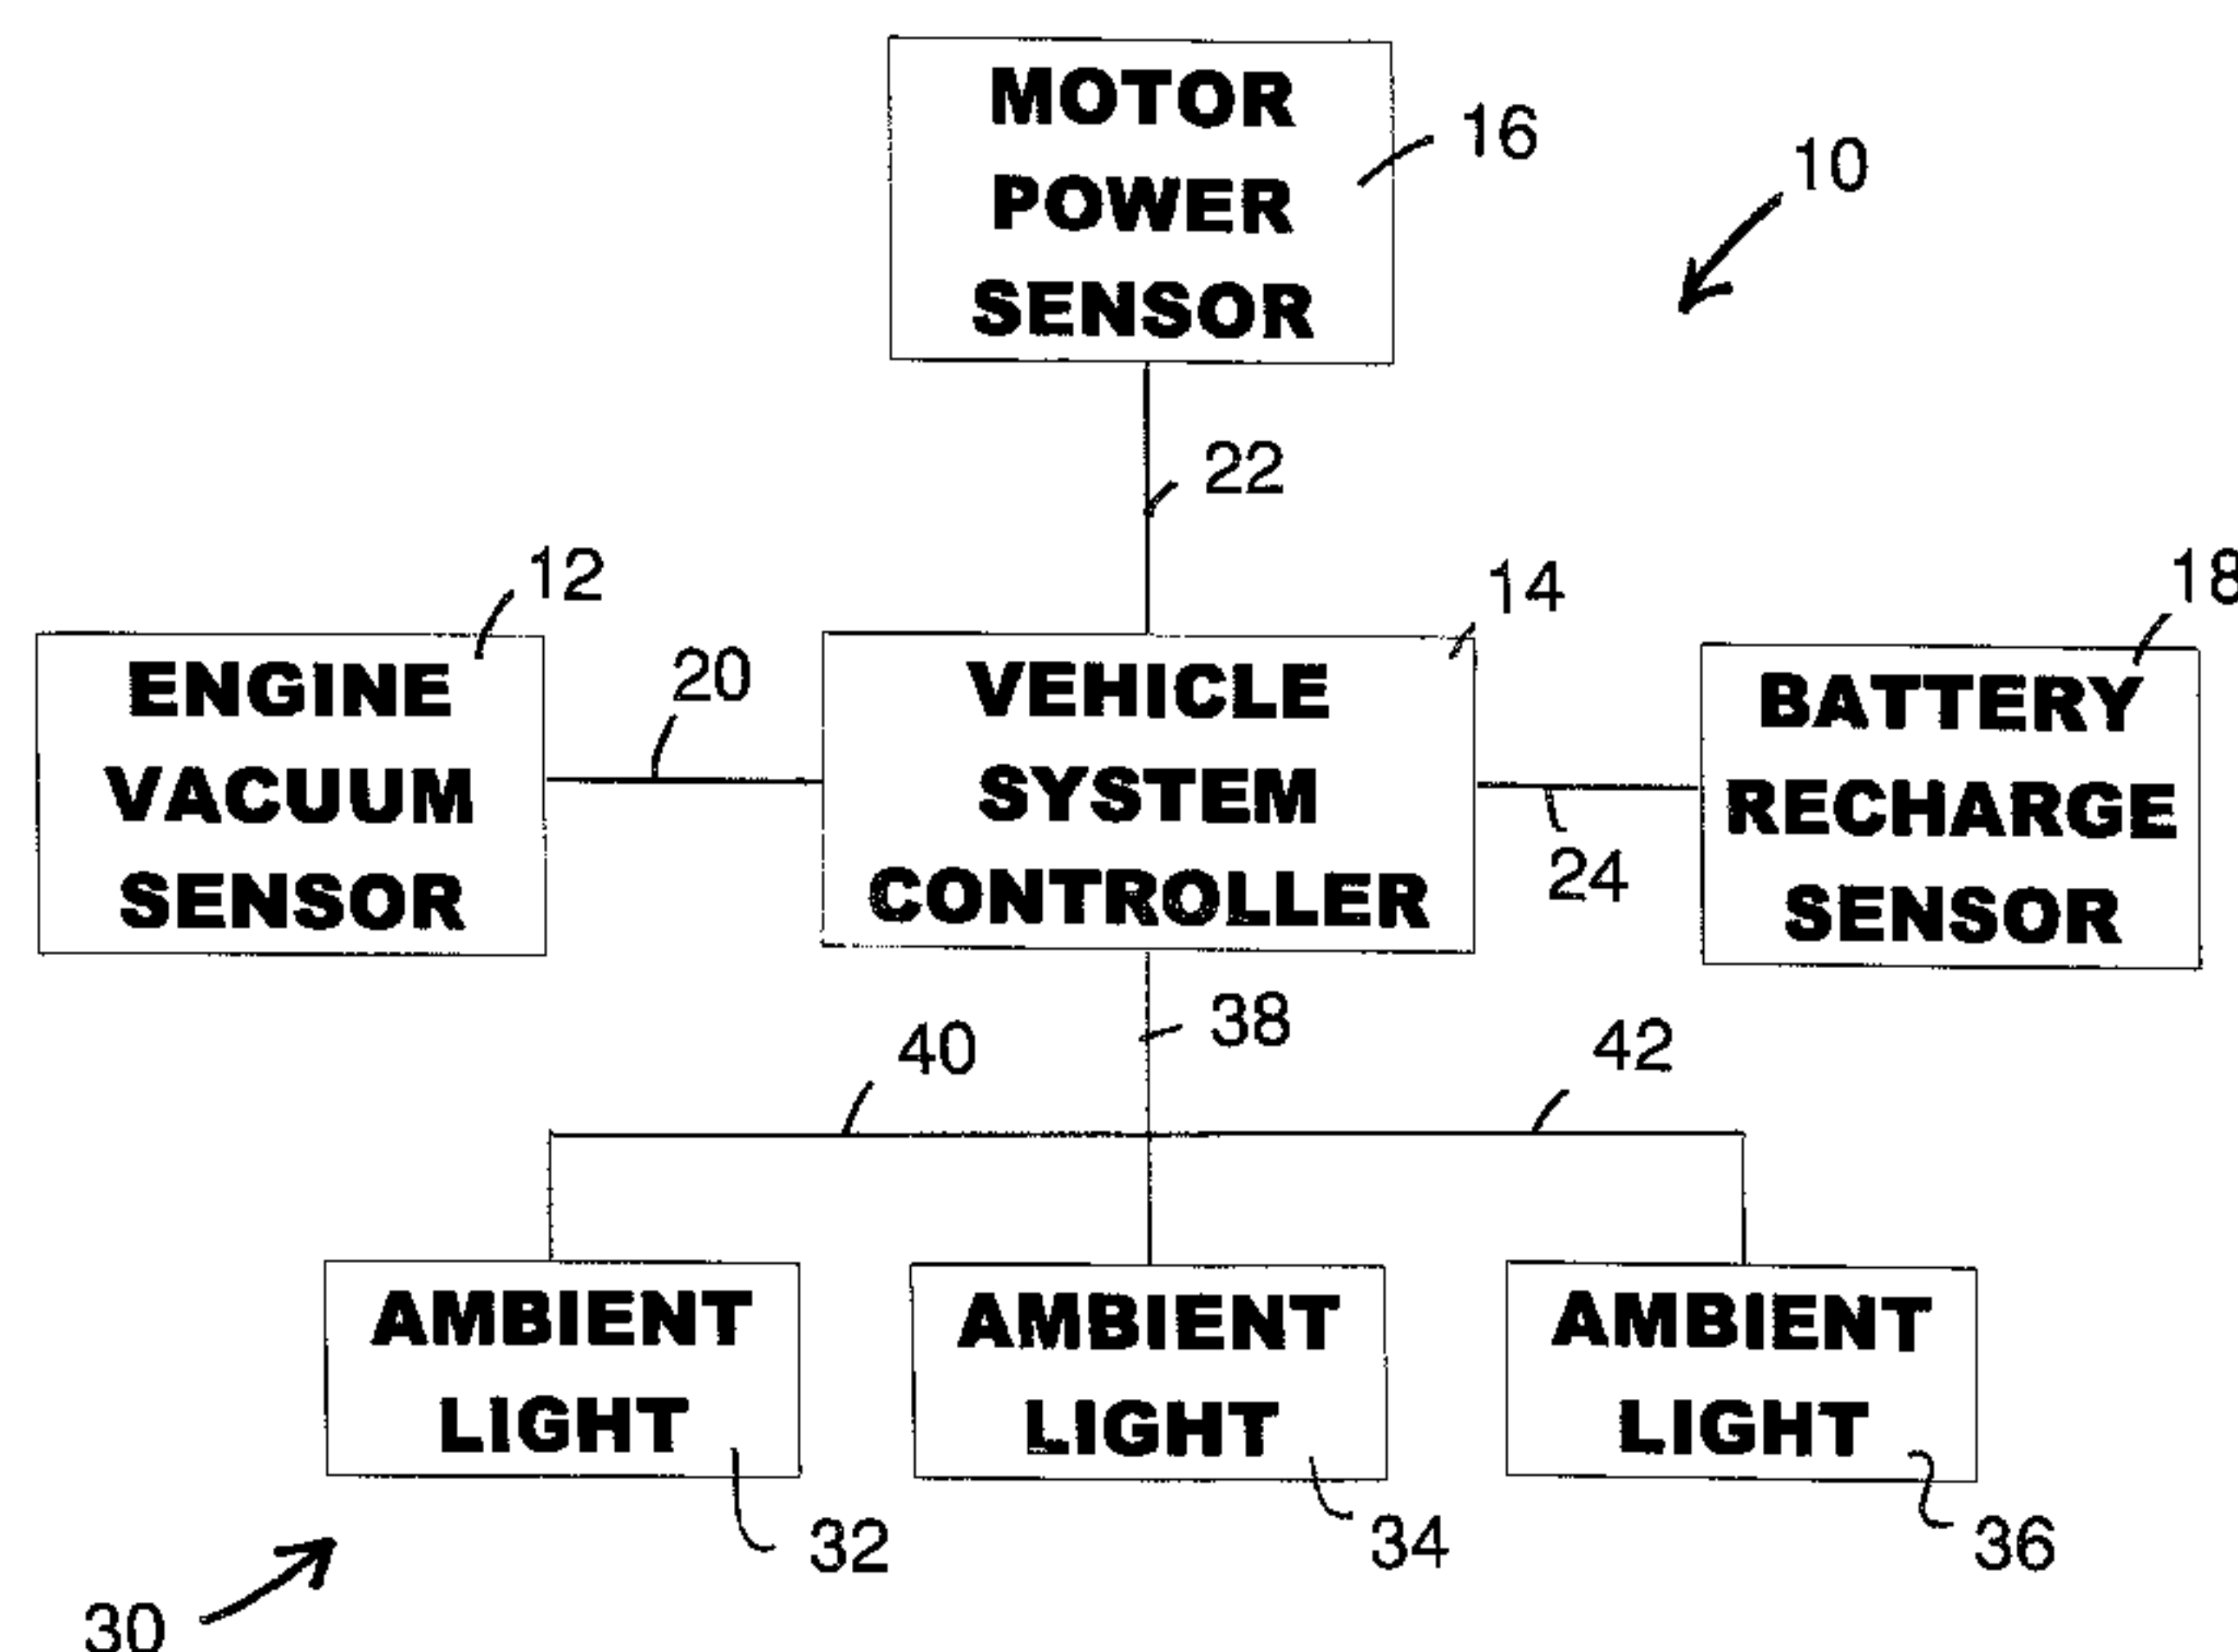 MOTOR
POWER
SENSOR
16
10
22
12
14
18
ENGINE
VACUUM
SENSOR
20
VEHICLE
SYSTEM
CONTROLLER
BATTERY
RECHARGE
SENSOR
24
38
40
42
AMBIENT
LIGHT
AMBIENT
LIGHT
AMBIENT
LIGHT
32
34
36
30